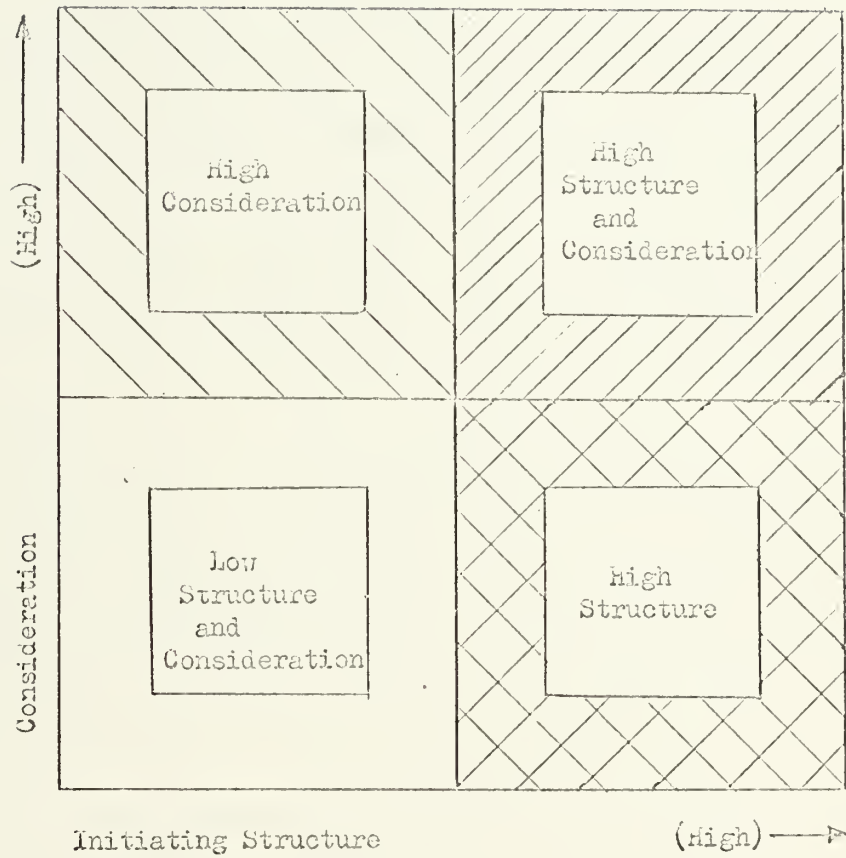 (High)
High
Consideration
High
Structure
and
Consideration
Consideration
Low
Structure
and
Consideration
High
Structure
Initiating Structure
(High)